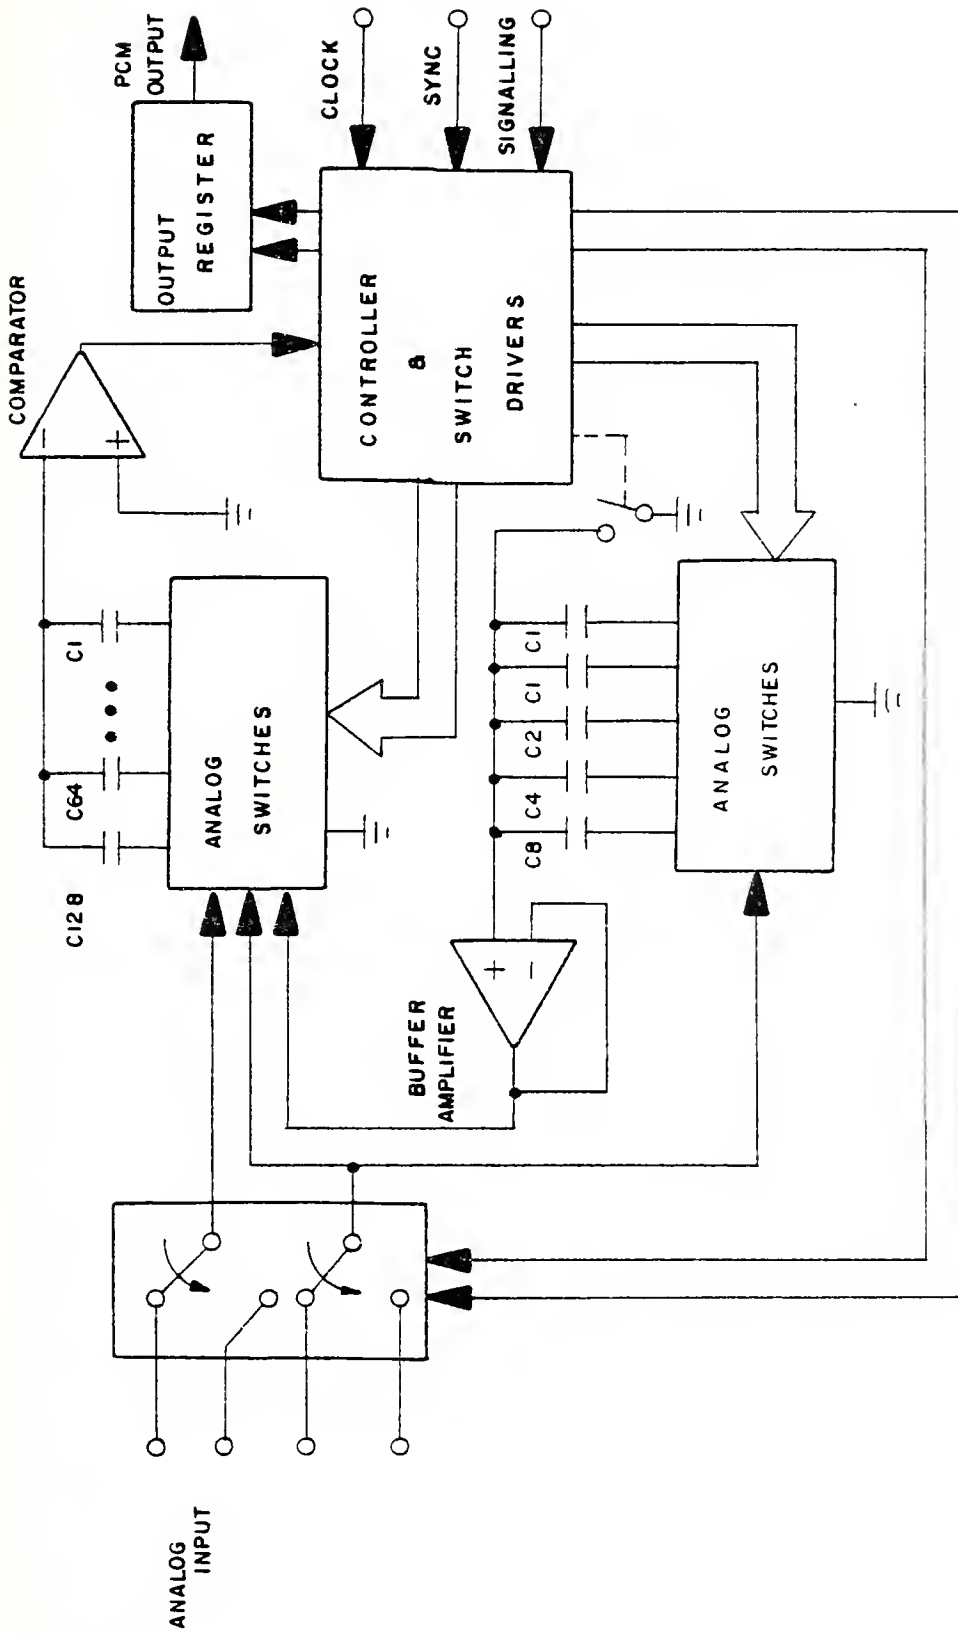 ANALOG
INPUT
C128
C64
C1
COMPARATOR
−
+
ANALOG
SWITCHES
BUFFER
AMPLIFIER
+
−
C8
C4
C2
C1
C1
ANALOG
SWITCHES
CONTROLLER
&
SWITCH
DRIVERS
OUTPUT
REGISTER
PCM
OUTPUT
CLOCK
SYNC
SIGNALLING